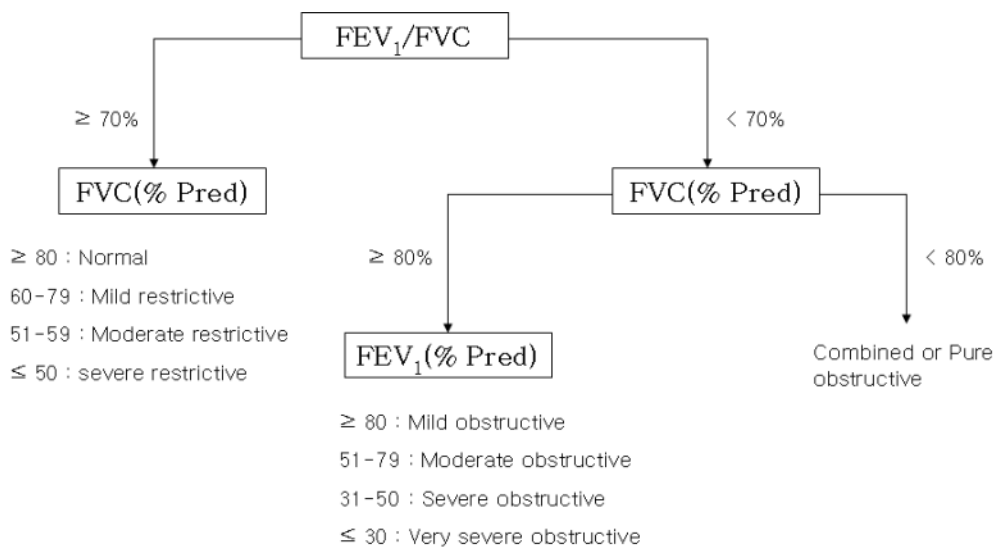 FEV₁/FVC
≥ 70%
< 70%
FVC(% Pred)
FVC(% Pred)
≥ 80 : Normal
60-79 : Mild restrictive
51-59 : Moderate restrictive
≤ 50 : severe restrictive
≥ 80%
< 80%
FEV₁(% Pred)
Combined or Pure
obstructive
≥ 80 : Mild obstructive
51-79 : Moderate obstructive
31-50 : Severe obstructive
≤ 30 : Very severe obstructive